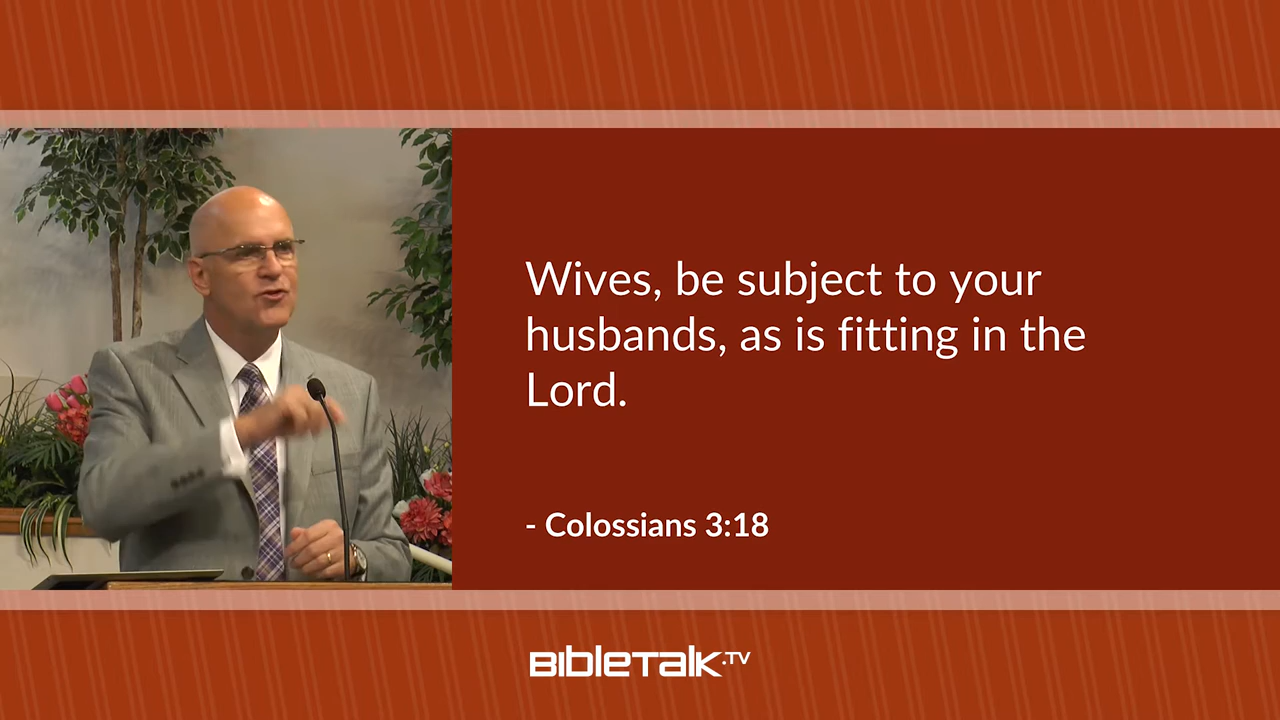 Wives, be subject to your
husbands, as is fitting in the
Lord.
- Colossians 3:18
BibleTalk.TV